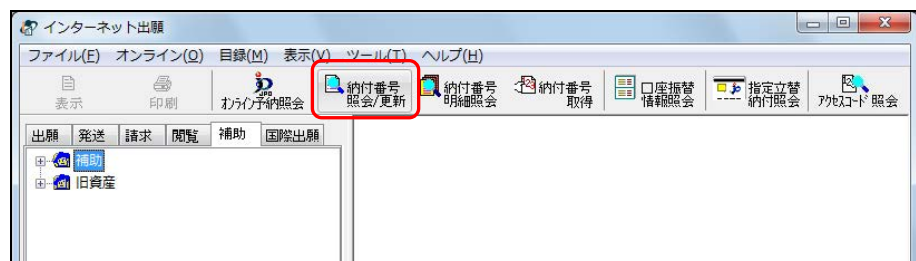 インターネット出願
ファイル(F) オンライン(O) 目録(M) 表示(V) ツール(T) ヘルプ(H)
表示 印刷 オンライン予納照会 納付番号照会/更新 納付番号明細照会 納付番号取得 口座振替情報照会 指定立替納付照会 アクセスコード照会
出願 発送 請求 閲覧 補助 国際出願
補助
旧資産